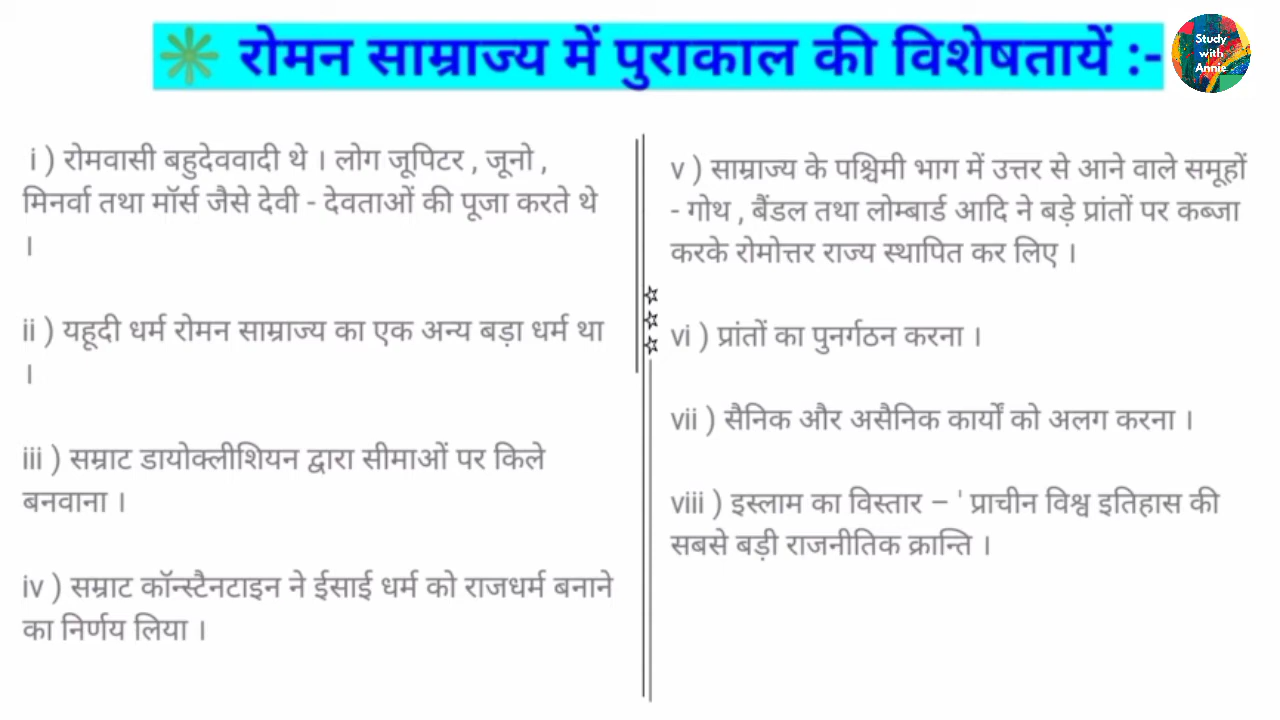 ✳ रोमन साम्राज्य में पुराकाल की विशेषतायें :-
Study
with
Annie
i ) रोमवासी बहुदेववादी थे । लोग जूपिटर , जूनो ,
मिनर्वा तथा मॉर्स जैसे देवी - देवताओं की पूजा करते थे
।
ii ) यहूदी धर्म रोमन साम्राज्य का एक अन्य बड़ा धर्म था
।
iii ) सम्राट डायोक्लीशियन द्वारा सीमाओं पर किले
बनवाना ।
iv ) सम्राट कॉन्स्टैनटाइन ने ईसाई धर्म को राजधर्म बनाने
का निर्णय लिया ।
v ) साम्राज्य के पश्चिमी भाग में उत्तर से आने वाले समूहों
- गोथ , बैंडल तथा लोम्बार्ड आदि ने बड़े प्रांतों पर कब्जा
करके रोमोत्तर राज्य स्थापित कर लिए ।
vi ) प्रांतों का पुनर्गठन करना ।
vii ) सैनिक और असैनिक कार्यों को अलग करना ।
viii ) इस्लाम का विस्तार – ' प्राचीन विश्व इतिहास की
सबसे बड़ी राजनीतिक क्रान्ति ।